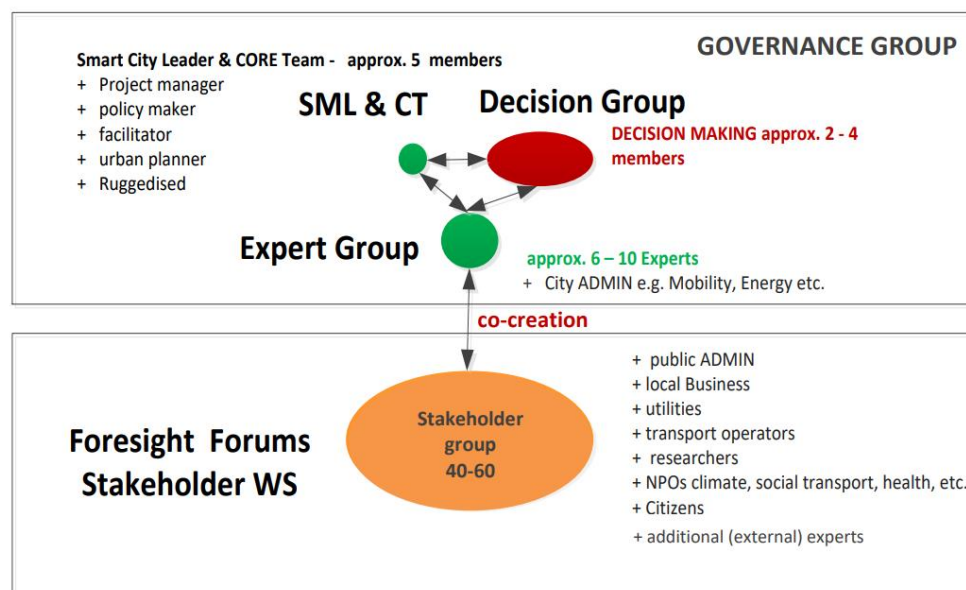 GOVERNANCE GROUP
Smart City Leader & CORE Team - approx. 5 members
+ Project manager
+ policy maker
+ facilitator
+ urban planner
+ Ruggedised
SML & CT
Decision Group
DECISION MAKING approx. 2 - 4
members
Expert Group
approx. 6 – 10 Experts
+ City ADMIN e.g. Mobility, Energy etc.
co-creation
Foresight Forums
Stakeholder WS
Stakeholder
group
40-60
+ public ADMIN
+ local Business
+ utilities
+ transport operators
+ researchers
+ NPOs climate, social transport, health, etc.
+ Citizens
+ additional (external) experts